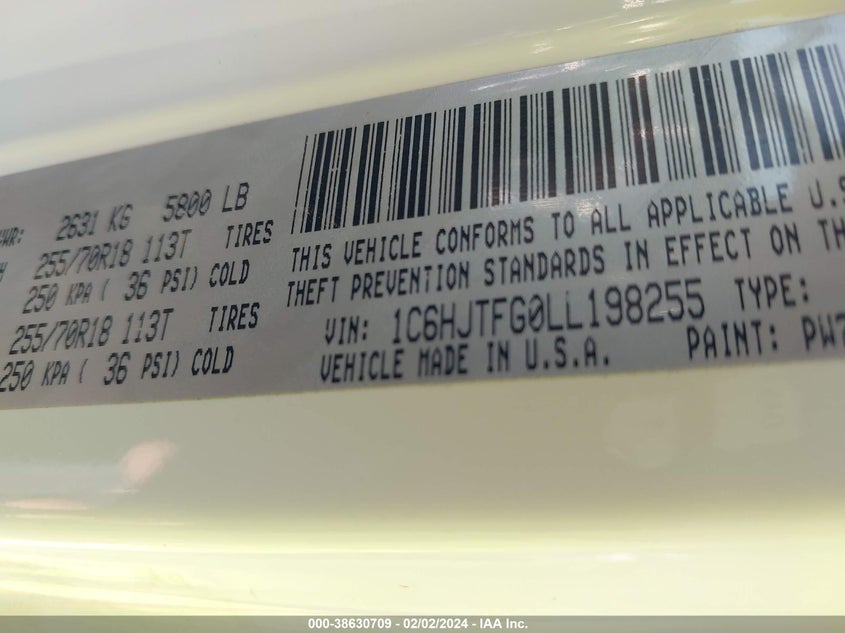 2631 KG 5800 LB
255/70R18 113T TIRES
250 KPA ( 36 PSI) COLD
255/70R18 113T TIRES
250 KPA ( 36 PSI) COLD
THIS VEHICLE CONFORMS TO ALL APPLICABLE U.S
THEFT PREVENTION STANDARDS IN EFFECT ON TH
VIN: 1C6HJTFG0LL198255 TYPE:
VEHICLE MADE IN U.S.A. PAINT: PW7
000-38630709 - 02/02/2024 - IAA Inc.